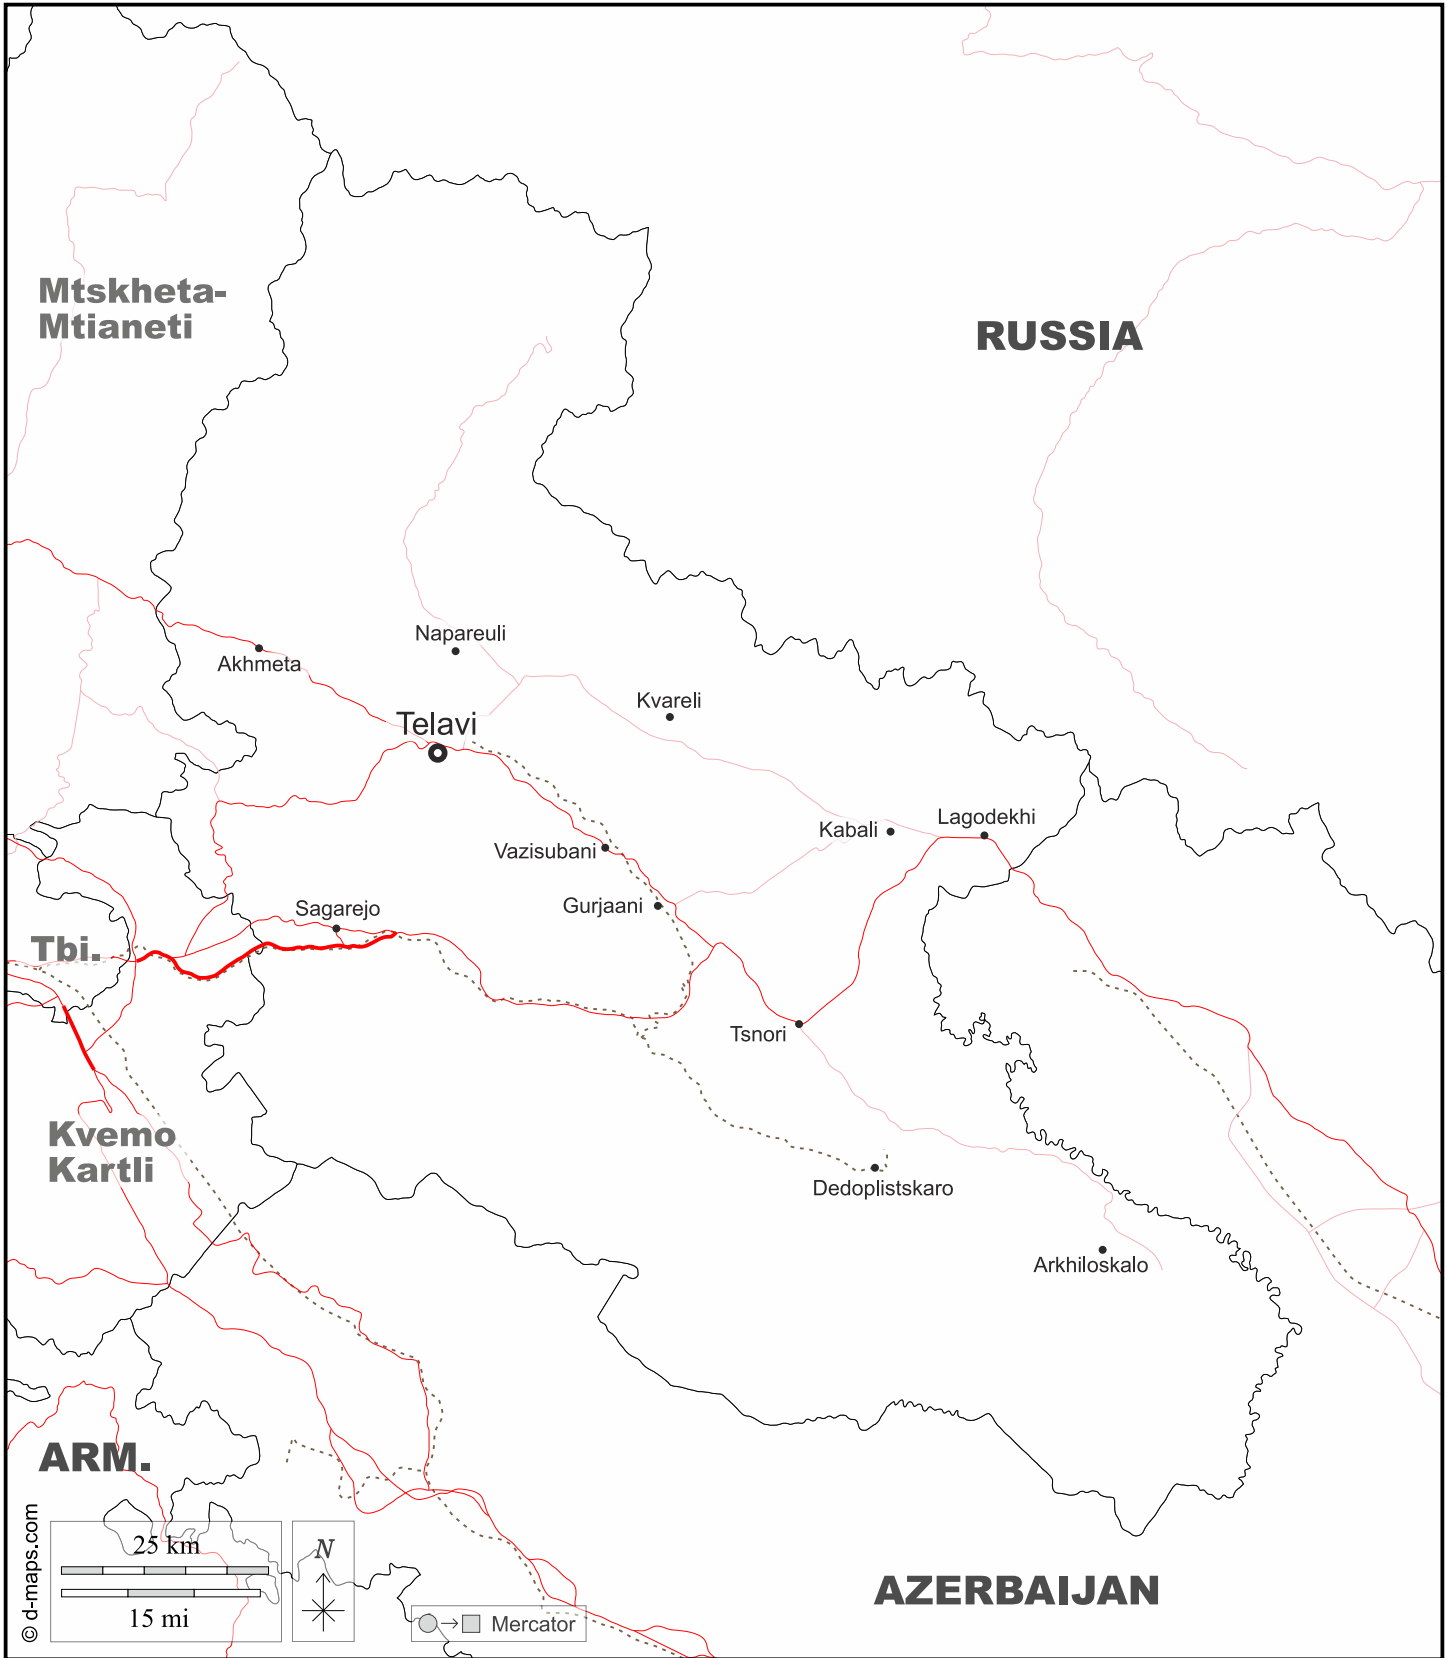 Mtskheta-
Mtianeti
RUSSIA
Napareuli
Akhmeta
Kvareli
Telavi
Lagodekhi
Kabali
Vazisubani
Gurjaani
Sagarejo
Tbi.
Tsnori
Kvemo
Kartli
Dedoplistskaro
Arkhiloskalo
ARM.
© d-maps.com
25 km
15 mi
N
Mercator
AZERBAIJAN